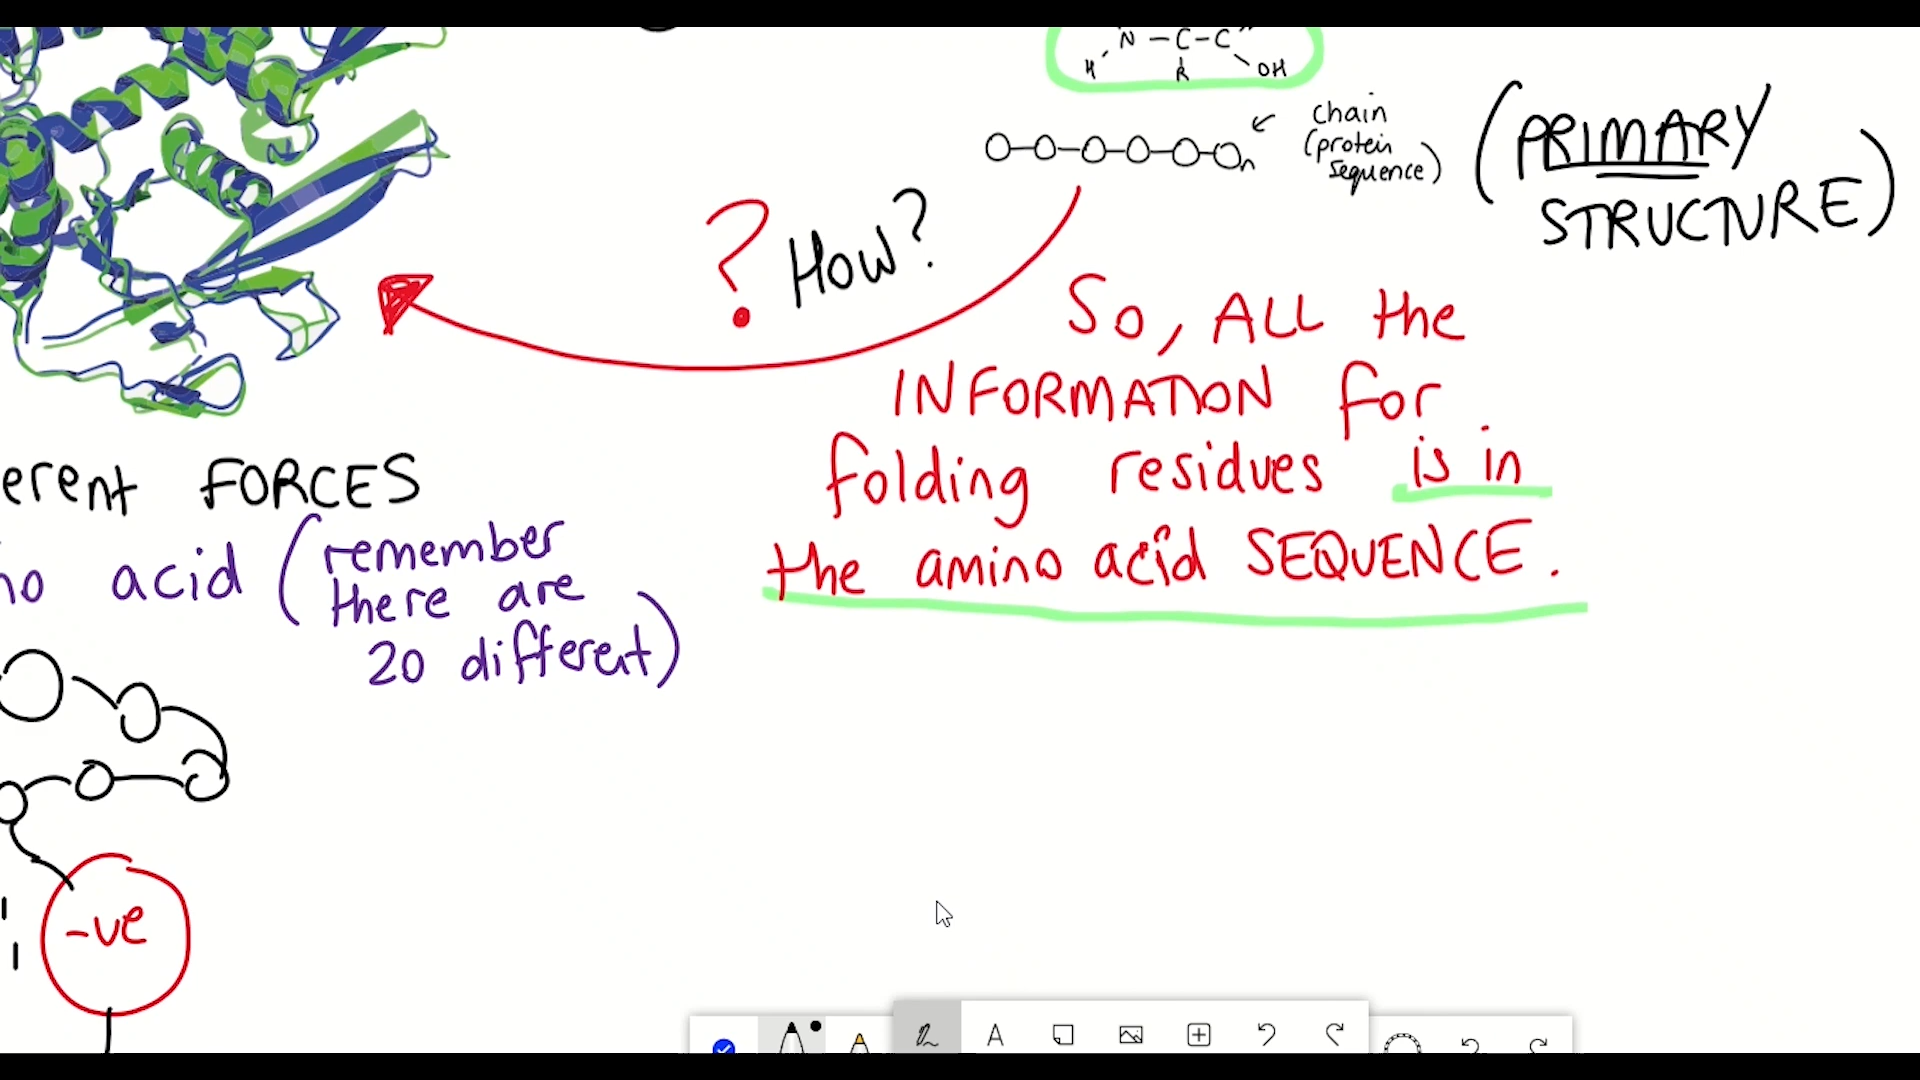 N-C-C
H
R
OH
chain
(protein
sequence)
(PRIMARY
STRUCTURE)
? How?
So, ALL the
INFORMATION for
folding residues is in
the amino acid SEQUENCE.
erent FORCES
no acid (remember
there are
20 different)
-ve
n
A